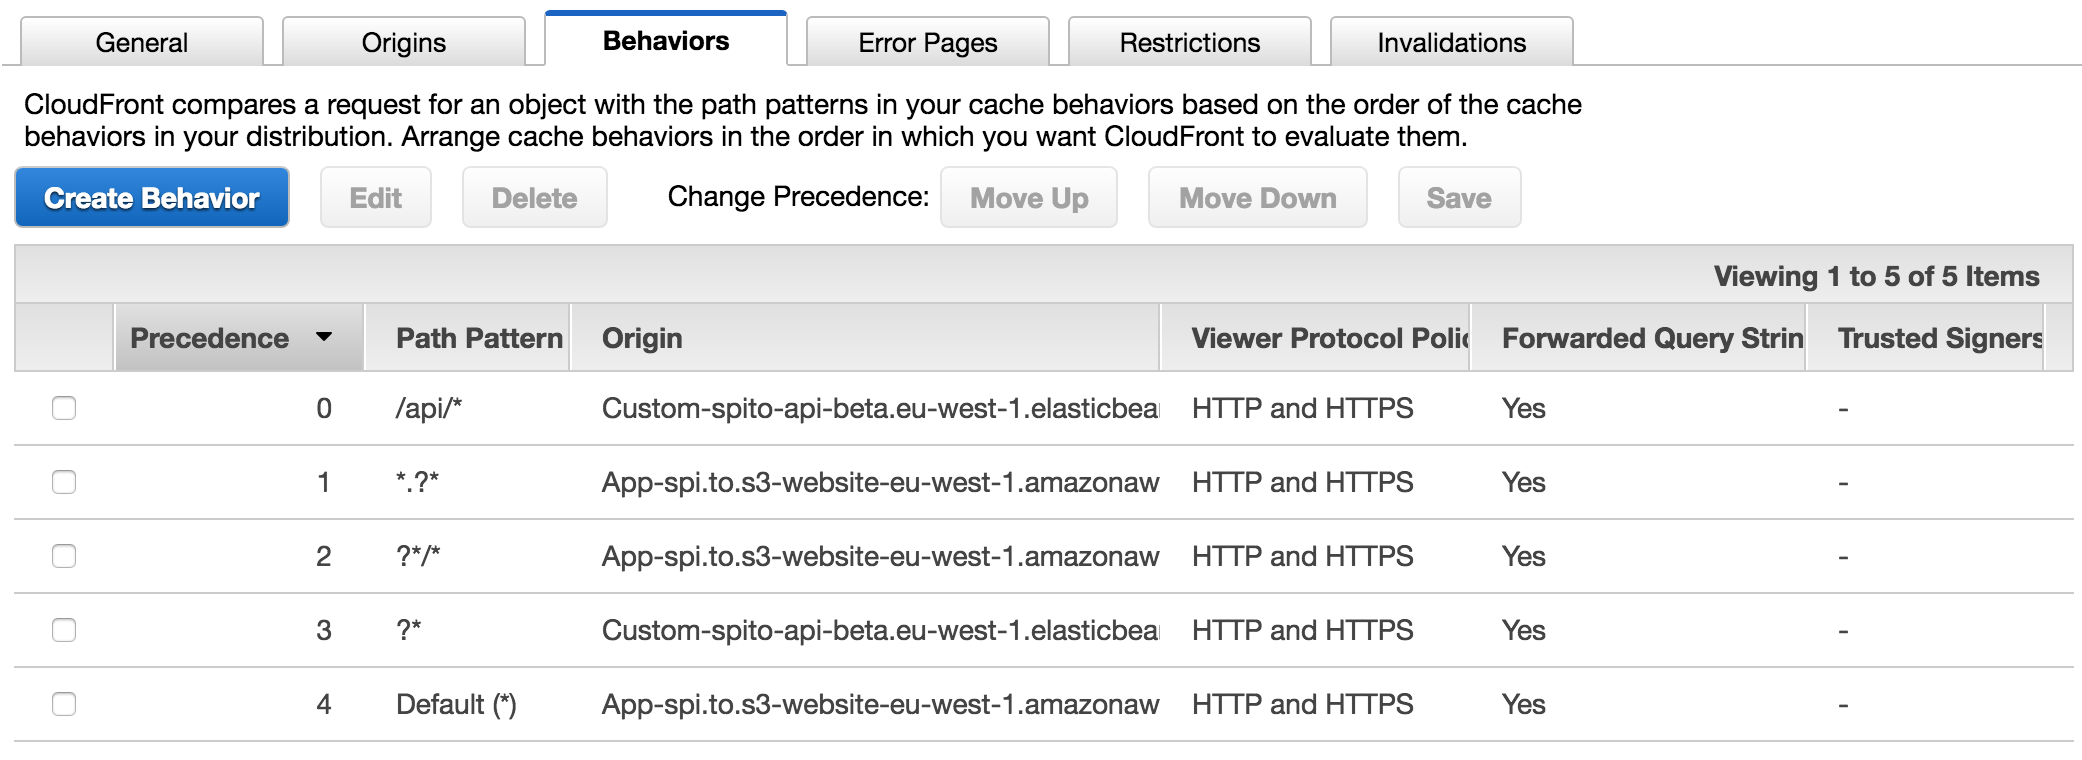 General Origins Behaviors Error Pages Restrictions Invalidations
CloudFront compares a request for an object with the path patterns in your cache behaviors based on the order of the cache
behaviors in your distribution. Arrange cache behaviors in the order in which you want CloudFront to evaluate them.
Create Behavior Edit Delete Change Precedence: Move Up Move Down Save
Viewing 1 to 5 of 5 Items
Precedence Path Pattern Origin Viewer Protocol Polic Forwarded Query Strin Trusted Signers
0 /api/* Custom-spito-api-beta.eu-west-1.elasticbea HTTP and HTTPS Yes -
1 *.?* App-spi.to.s3-website-eu-west-1.amazonaw HTTP and HTTPS Yes -
2 ?*/* App-spi.to.s3-website-eu-west-1.amazonaw HTTP and HTTPS Yes -
3 ?* Custom-spito-api-beta.eu-west-1.elasticbea HTTP and HTTPS Yes -
4 Default (*) App-spi.to.s3-website-eu-west-1.amazonaw HTTP and HTTPS Yes -